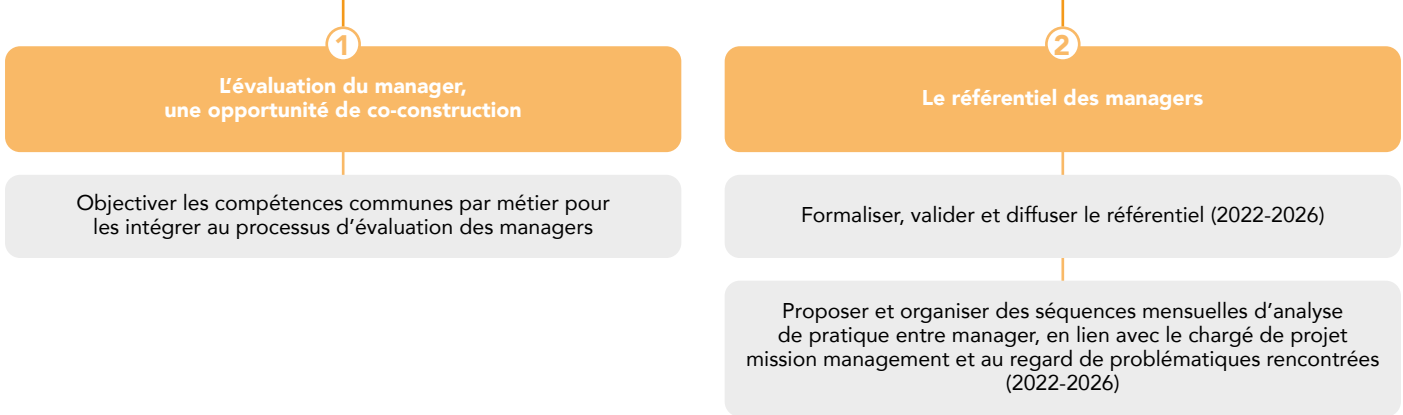 1
L’évaluation du manager,
une opportunité de co-construction
Objectiver les compétences communes par métier pour
les intégrer au processus d’évaluation des managers
2
Le référentiel des managers
Formaliser, valider et diffuser le référentiel (2022-2026)
Proposer et organiser des séquences mensuelles d’analyse
de pratique entre manager, en lien avec le chargé de projet
mission management et au regard de problématiques rencontrées
(2022-2026)